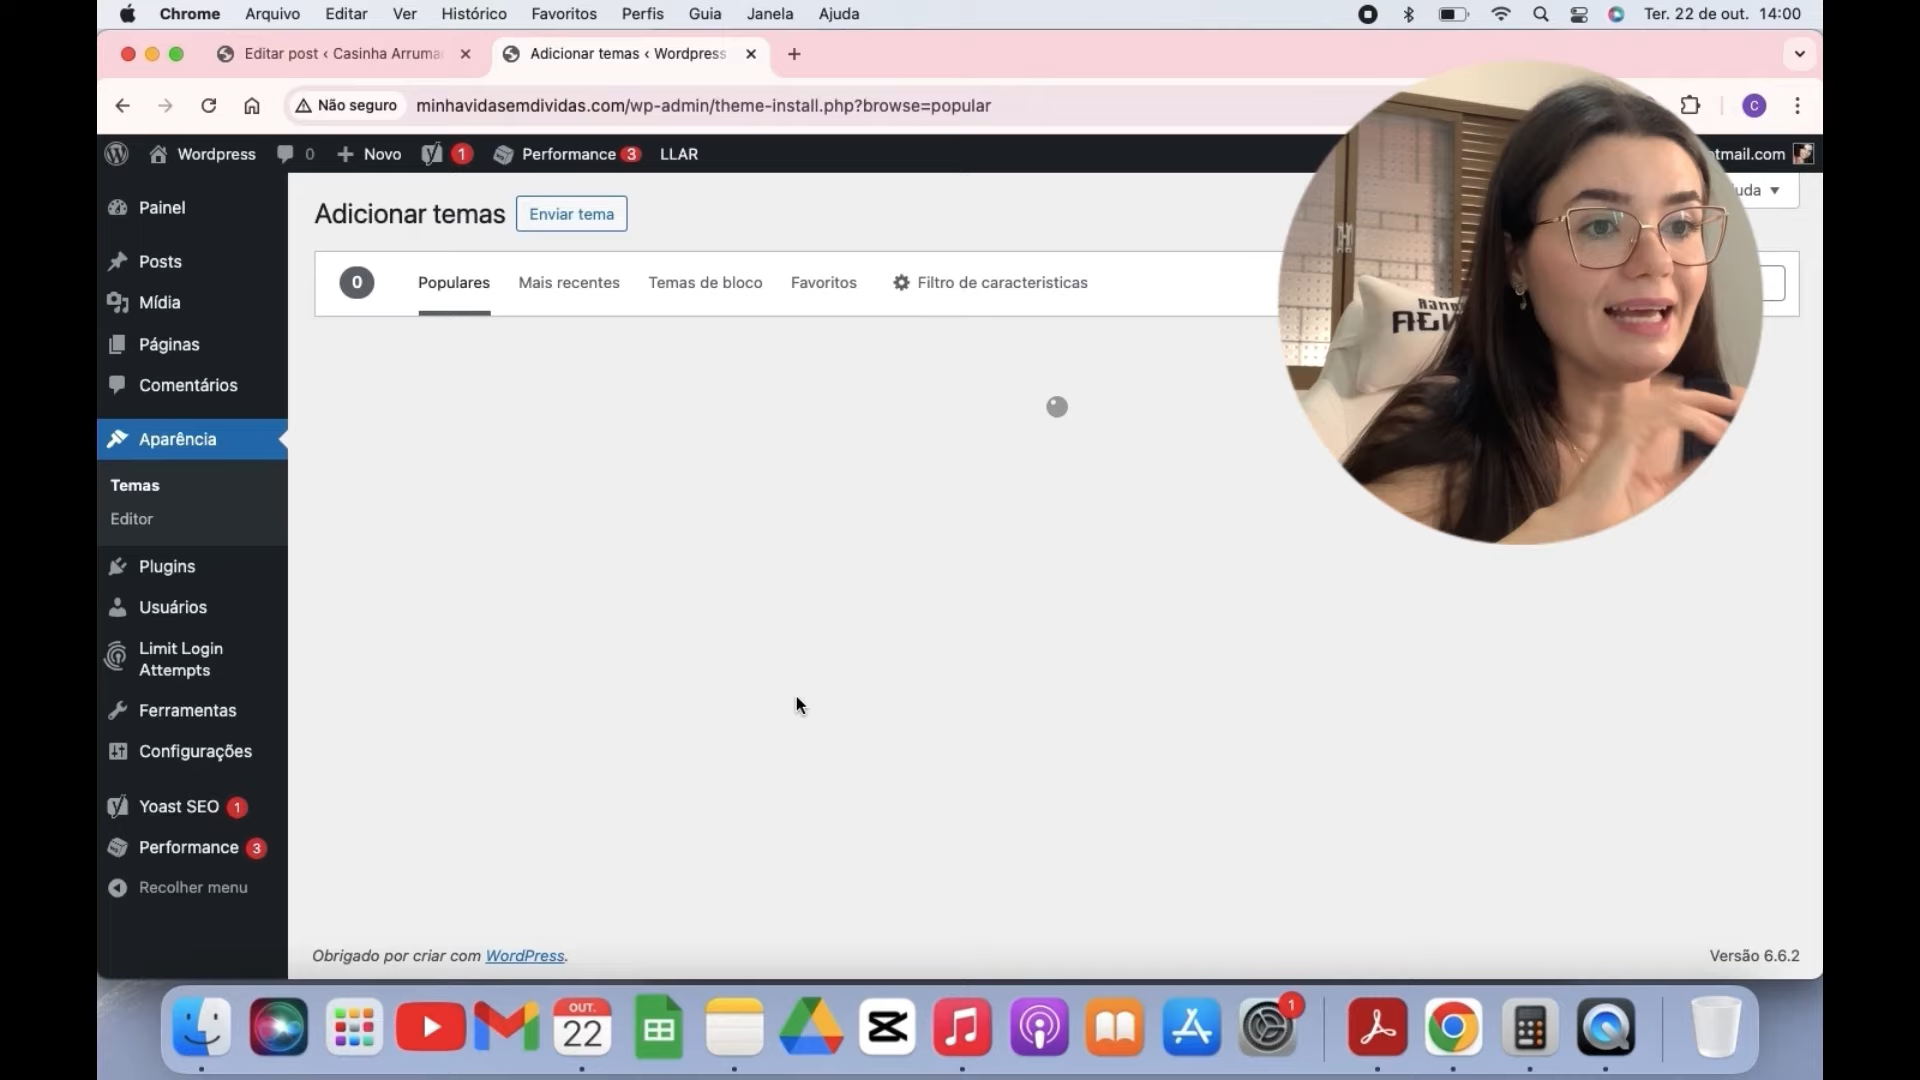 Chrome Arquivo Editar Ver Histórico Favoritos Perfis Guia Janela Ajuda Ter. 22 de out. 14:00
Editar post ‹ Casinha Arruma Adicionar temas ‹ Wordpress
Não seguro minhavidasemdividas.com/wp-admin/theme-install.php?browse=popular C
Wordpress 0 Novo 1 Performance 3 LLAR tmail.com
Painel
Adicionar temas Enviar tema uda
Posts
0 Populares Mais recentes Temas de bloco Favoritos Filtro de caracteristicas
Mídia
Páginas
Comentários
Aparência
Temas
Editor
Plugins
Usuários
Limit Login
Attempts
Ferramentas
Configurações
Yoast SEO 1
Performance 3
Recolher menu
Obrigado por criar com WordPress. Versão 6.6.2
OUT.
22
1